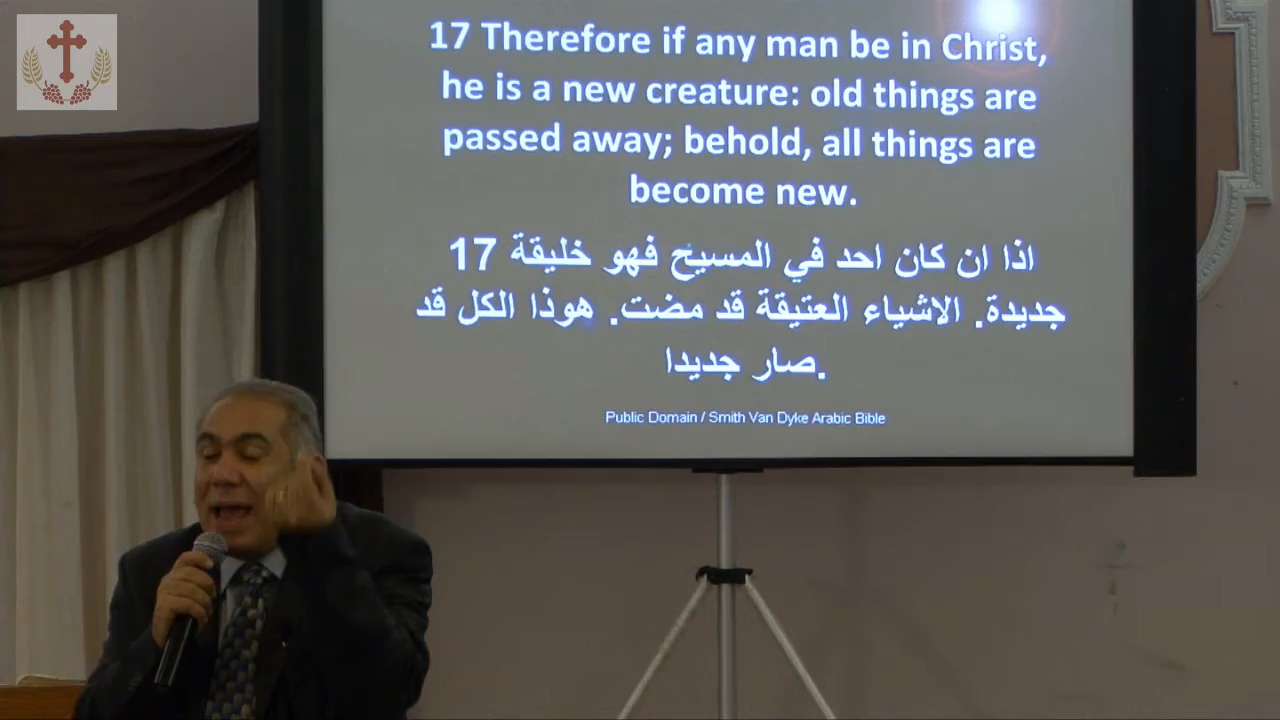 17 Therefore if any man be in Christ,
he is a new creature: old things are
passed away; behold, all things are
become new.
17 اذا ان كان احد في المسيح فهو خليقة
جديدة. الاشياء العتيقة قد مضت. هوذا الكل قد
صار جديدا.
Public Domain / Smith Van Dyke Arabic Bible